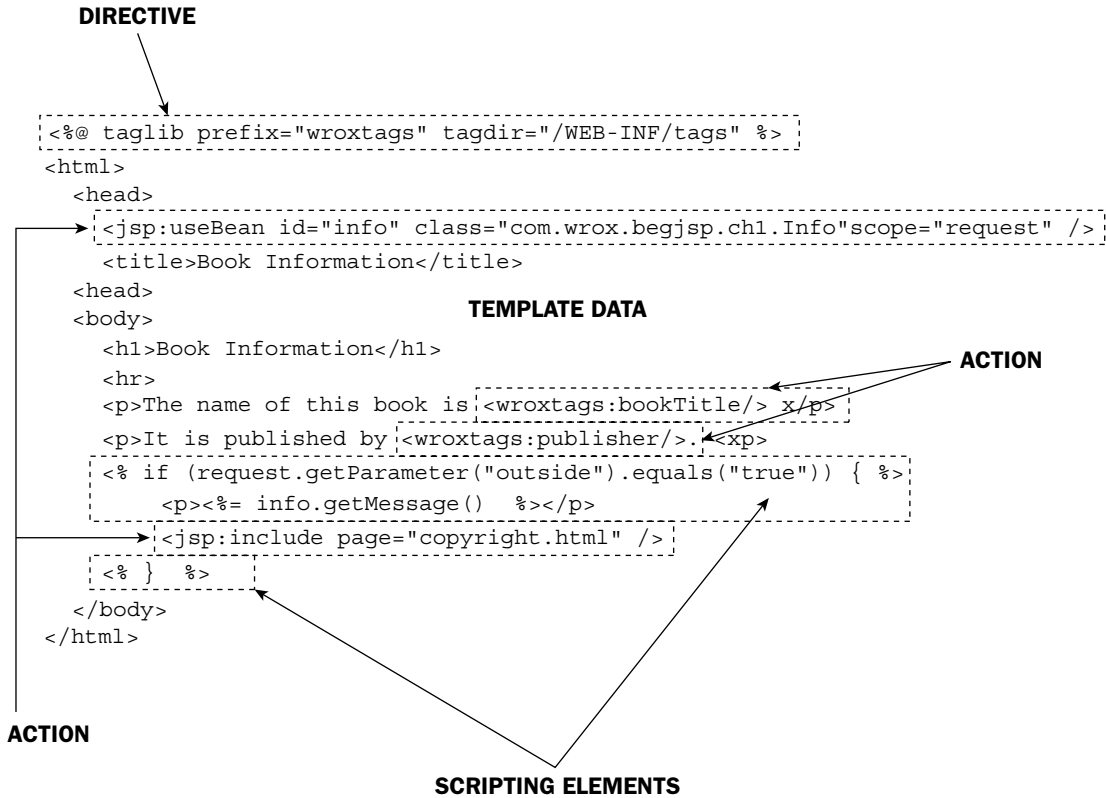 DIRECTIVE
<%@ taglib prefix="wroxtags" tagdir="/WEB-INF/tags" %>
<html>
<head>
<jsp:useBean id="info" class="com.wrox.begjsp.ch1.Info"scope="request" />
<title>Book Information</title>
<head>
TEMPLATE DATA
<body>
<h1>Book Information</h1>
ACTION
<hr>
<p>The name of this book is <wroxtags:bookTitle/> x/p>
<p>It is published by <wroxtags:publisher/>. <xp>
<% if (request.getParameter("outside").equals("true")) { %>
<p><%= info.getMessage() %></p>
<jsp:include page="copyright.html" />
<% } %>
</body>
</html>
ACTION
SCRIPTING ELEMENTS